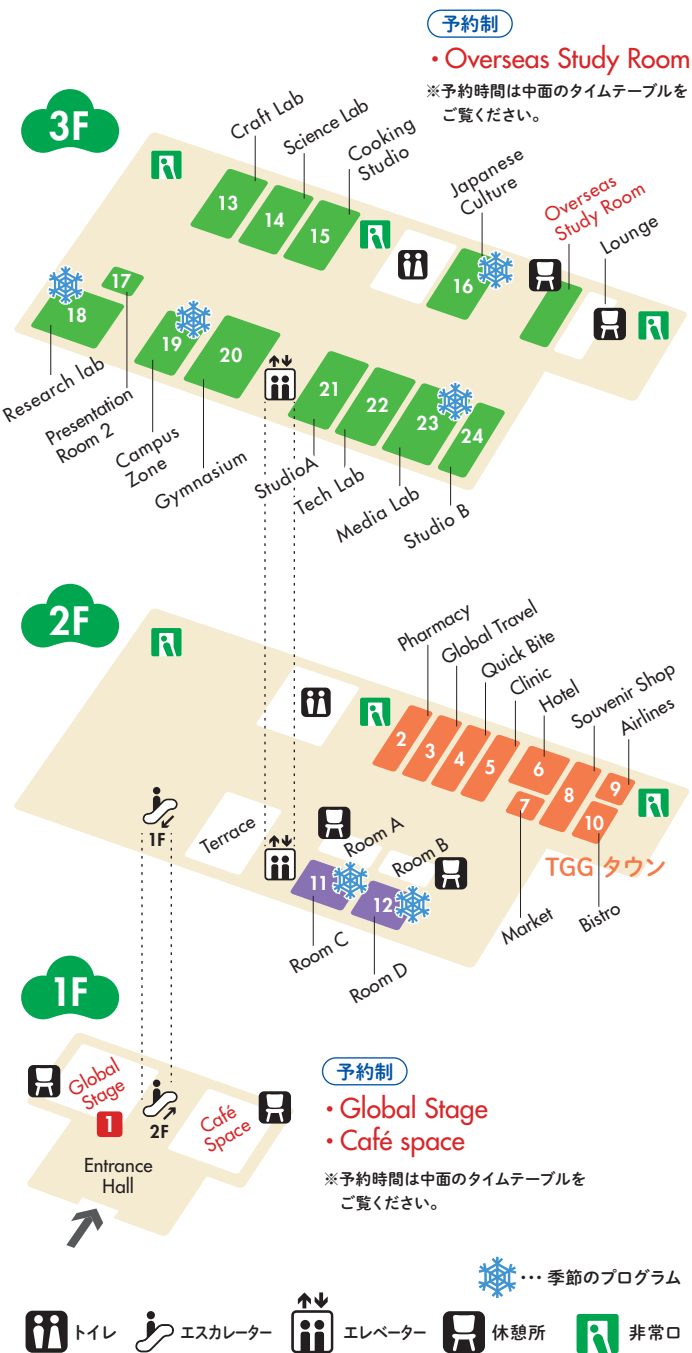 予約制
・Overseas Study Room
※予約時間は中面のタイムテーブルを
ご覧ください。
3F
Craft Lab
Science Lab
Cooking
Studio
Japanese
Culture
Overseas
Study Room
Lounge
13
14
15
16
17
18
19
20
21
22
23
24
Research lab
Presentation
Room 2
Campus
Zone
Gymnasium
StudioA
Tech Lab
Media Lab
Studio B
2F
Pharmacy
Global Travel
Quick Bite
Clinic
Hotel
Souvenir Shop
Airlines
2
3
4
5
6
7
8
9
10
TGG タウン
Market
Bistro
1F
Terrace
Room A
Room B
11
12
Room C
Room D
1F
Global
Stage
1
2F
Café
Space
Entrance
Hall
予約制
・Global Stage
・Café space
※予約時間は中面のタイムテーブルを
ご覧ください。
… 季節のプログラム
トイレ
エスカレーター
エレベーター
休憩所
非常口